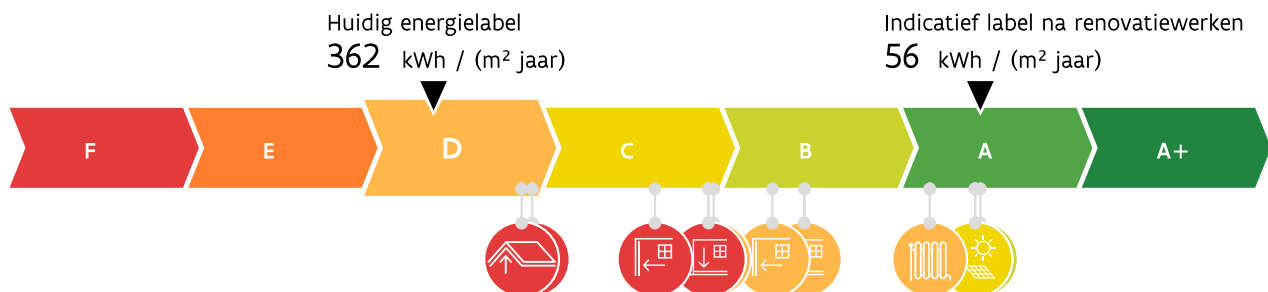 Huidig energielabel
362 kWh / (m² jaar)
Indicatief label na renovatiewerken
56 kWh / (m² jaar)
F E D C B A A+